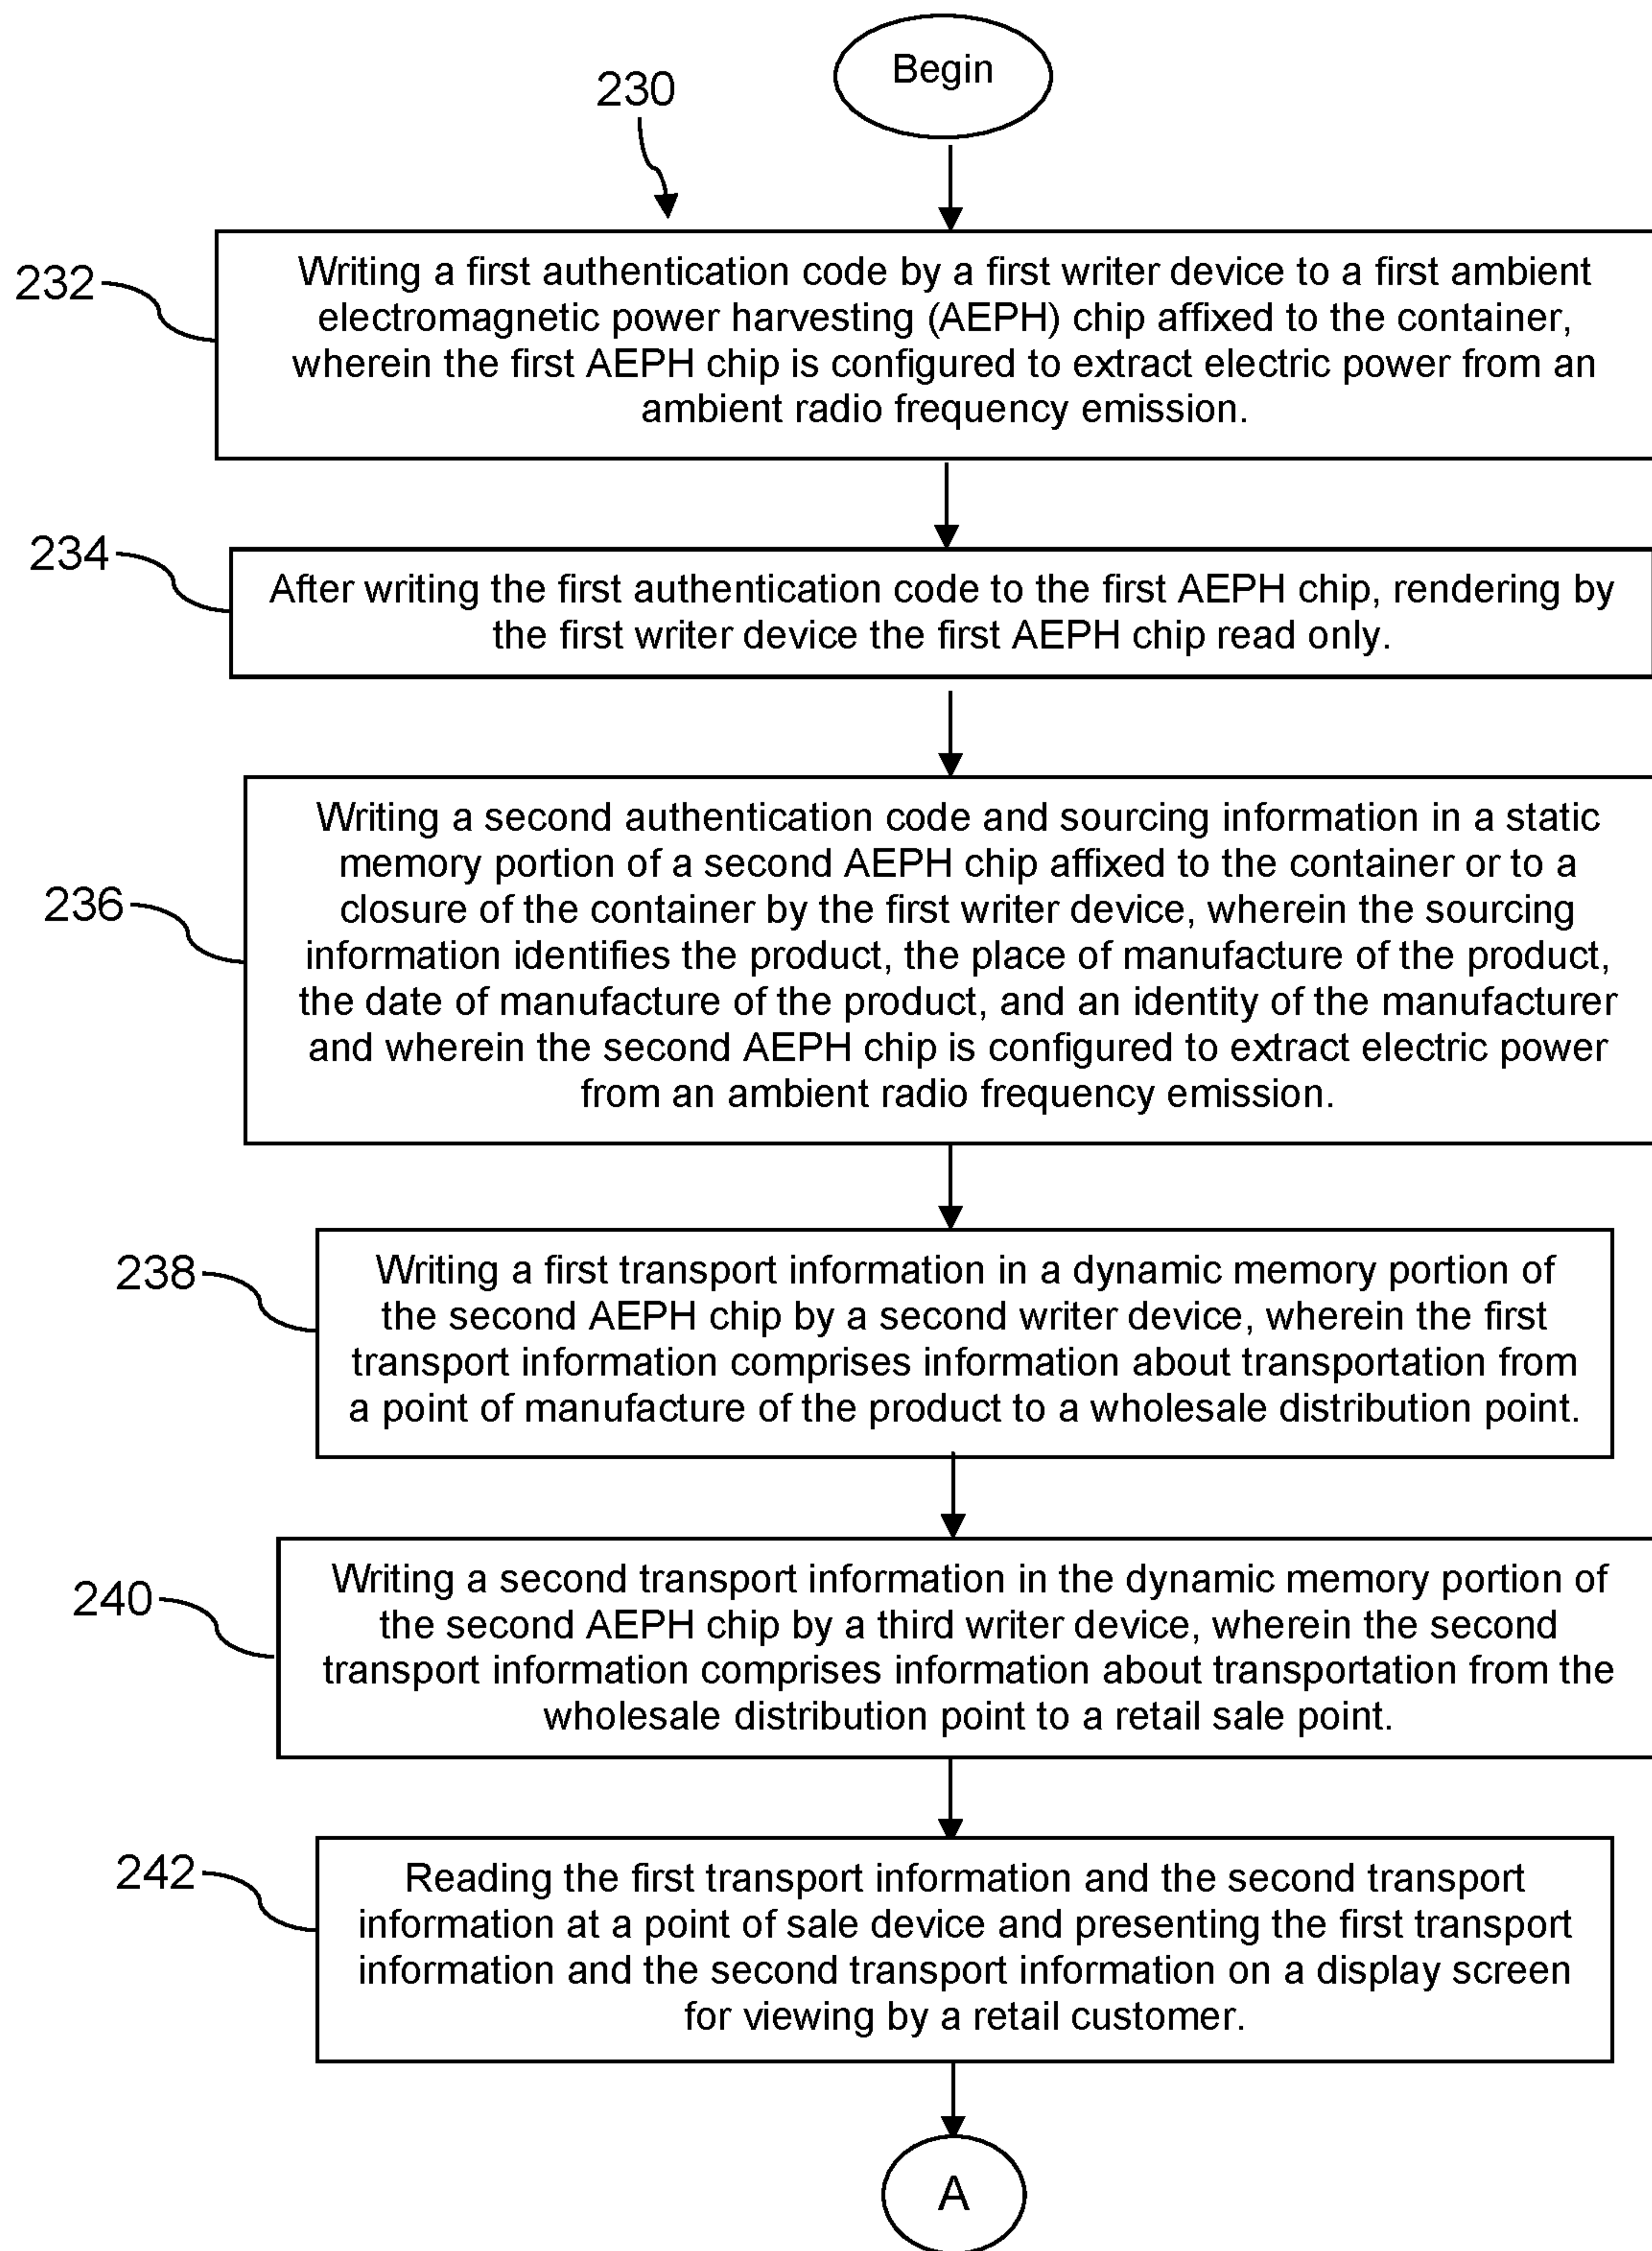 Begin
230
232
Writing a first authentication code by a first writer device to a first ambient
electromagnetic power harvesting (AEPH) chip affixed to the container,
wherein the first AEPH chip is configured to extract electric power from an
ambient radio frequency emission.
234
After writing the first authentication code to the first AEPH chip, rendering by
the first writer device the first AEPH chip read only.
236
Writing a second authentication code and sourcing information in a static
memory portion of a second AEPH chip affixed to the container or to a
closure of the container by the first writer device, wherein the sourcing
information identifies the product, the place of manufacture of the product,
the date of manufacture of the product, and an identity of the manufacturer
and wherein the second AEPH chip is configured to extract electric power
from an ambient radio frequency emission.
238
Writing a first transport information in a dynamic memory portion of
the second AEPH chip by a second writer device, wherein the first
transport information comprises information about transportation from
a point of manufacture of the product to a wholesale distribution point.
240
Writing a second transport information in the dynamic memory portion of
the second AEPH chip by a third writer device, wherein the second
transport information comprises information about transportation from the
wholesale distribution point to a retail sale point.
242
Reading the first transport information and the second transport
information at a point of sale device and presenting the first transport
information and the second transport information on a display screen
for viewing by a retail customer.
A